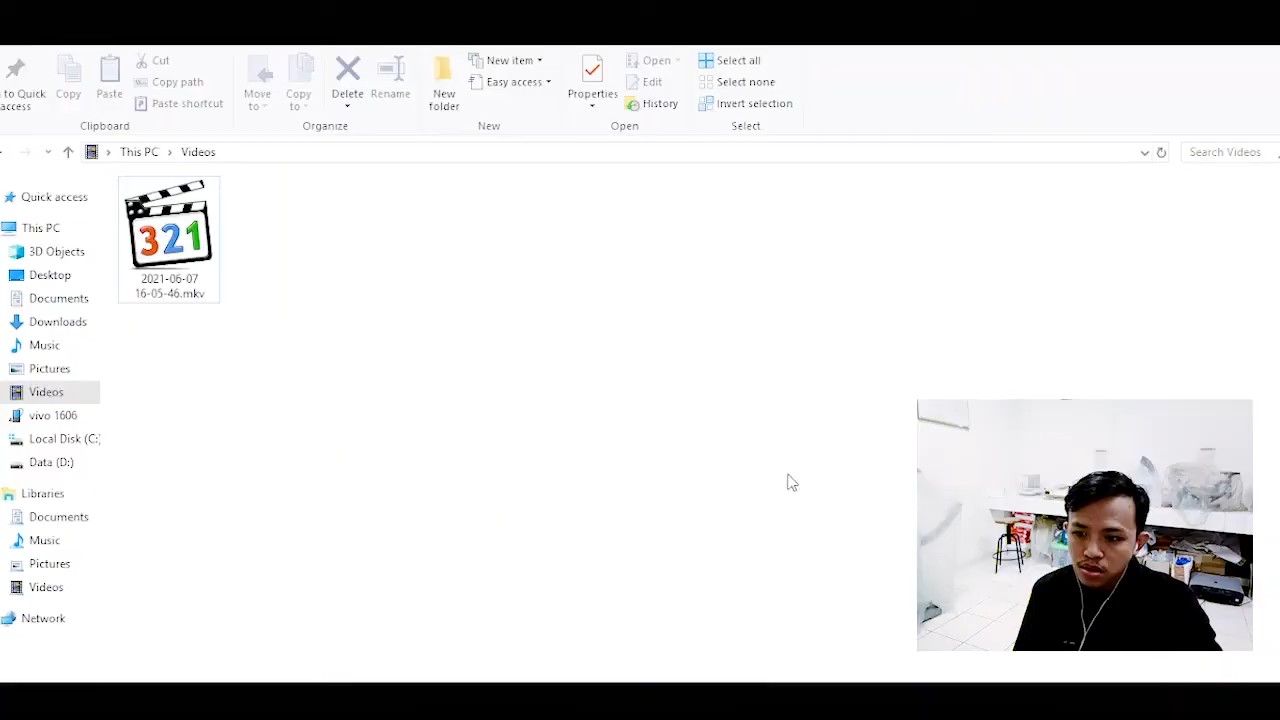 to Quick access
Copy
Paste
Cut
Copy path
Paste shortcut
Clipboard
Move to
Copy to
Delete
Rename
Organize
New folder
New item
Easy access
New
Properties
Open
Edit
History
Open
Select all
Select none
Invert selection
Select
This PC
Videos
Search Videos
Quick access
This PC
3D Objects
Desktop
Documents
Downloads
Music
Pictures
Videos
vivo 1606
Local Disk (C:)
Data (D:)
Libraries
Documents
Music
Pictures
Videos
Network
321
2021-06-07
16-05-46.mkv